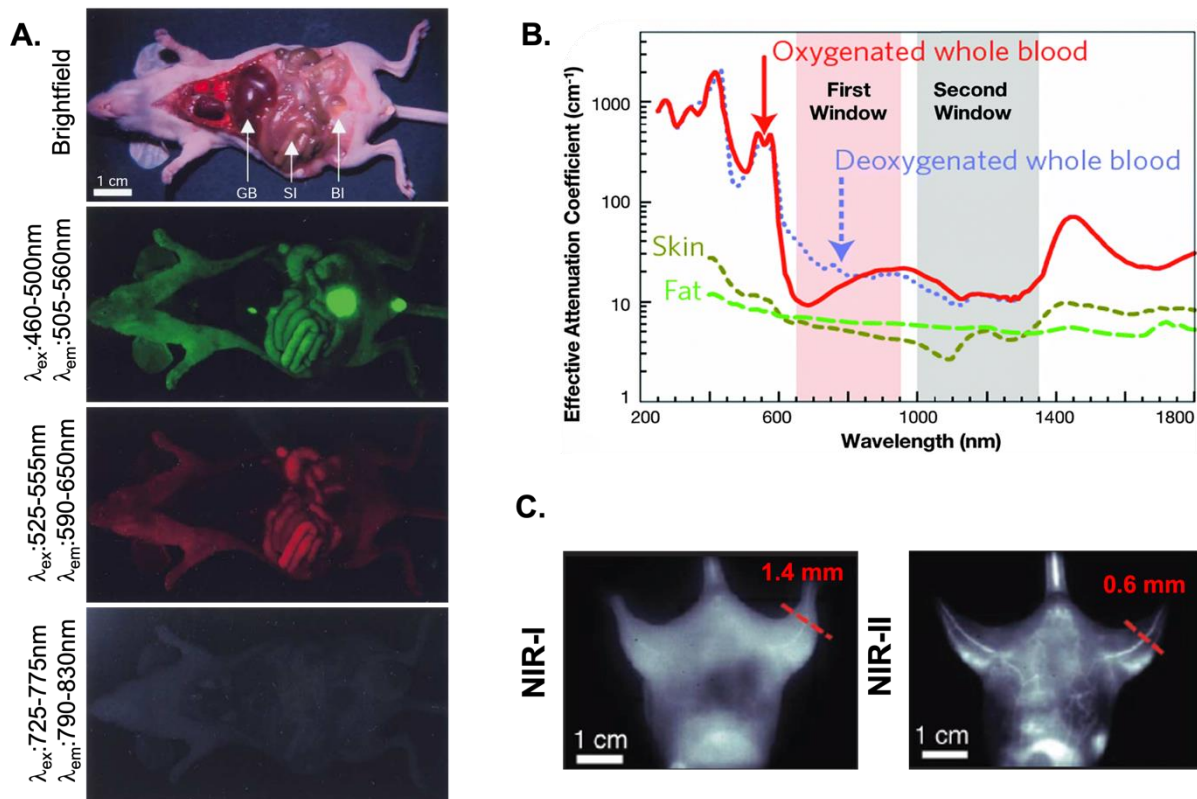 A.
Brightfield
1 cm
GB
SI
BI
λex:460-500nm
λem:505-560nm
λex:525-555nm
λem:590-650nm
λex:725-775nm
λem:790-830nm
B.
Effective Attenuation Coefficient (cm⁻¹)
1000
100
10
1
Oxygenated whole blood
First
Window
Second
Window
Deoxygenated whole blood
Skin
Fat
200
600
1000
1400
1800
Wavelength (nm)
C.
NIR-I
1.4 mm
1 cm
NIR-II
0.6 mm
1 cm